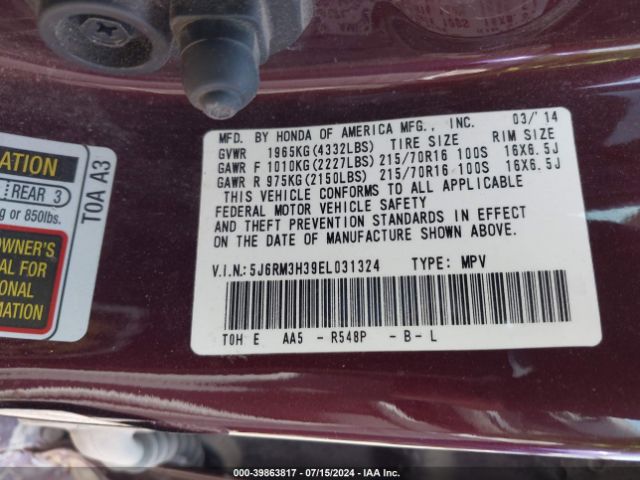 MFD. BY HONDA OF AMERICA MFG., INC. 03/'14
GVWR 1965KG(4332LBS) TIRE SIZE RIM SIZE
GAWR F 1010KG(2227LBS) 215/70R16 100S 16X6.5J
GAWR R 975KG(2150LBS) 215/70R16 100S 16X6.5J
THIS VEHICLE CONFORMS TO ALL APPLICABLE
FEDERAL MOTOR VEHICLE SAFETY
AND THEFT PREVENTION STANDARDS IN EFFECT
ON THE DATE OF MANUFACTURE SHOWN ABOVE.
V.I.N.:5J6RM3H39EL031324 TYPE: MPV
TOH E AA5 - R548P - B - L
ATION
REAR 3
g or 850lbs.
OWNER'S
AL FOR
ONAL
MATION
TOA A3
000-39863817 / 07/15/2024 - IAA Inc.